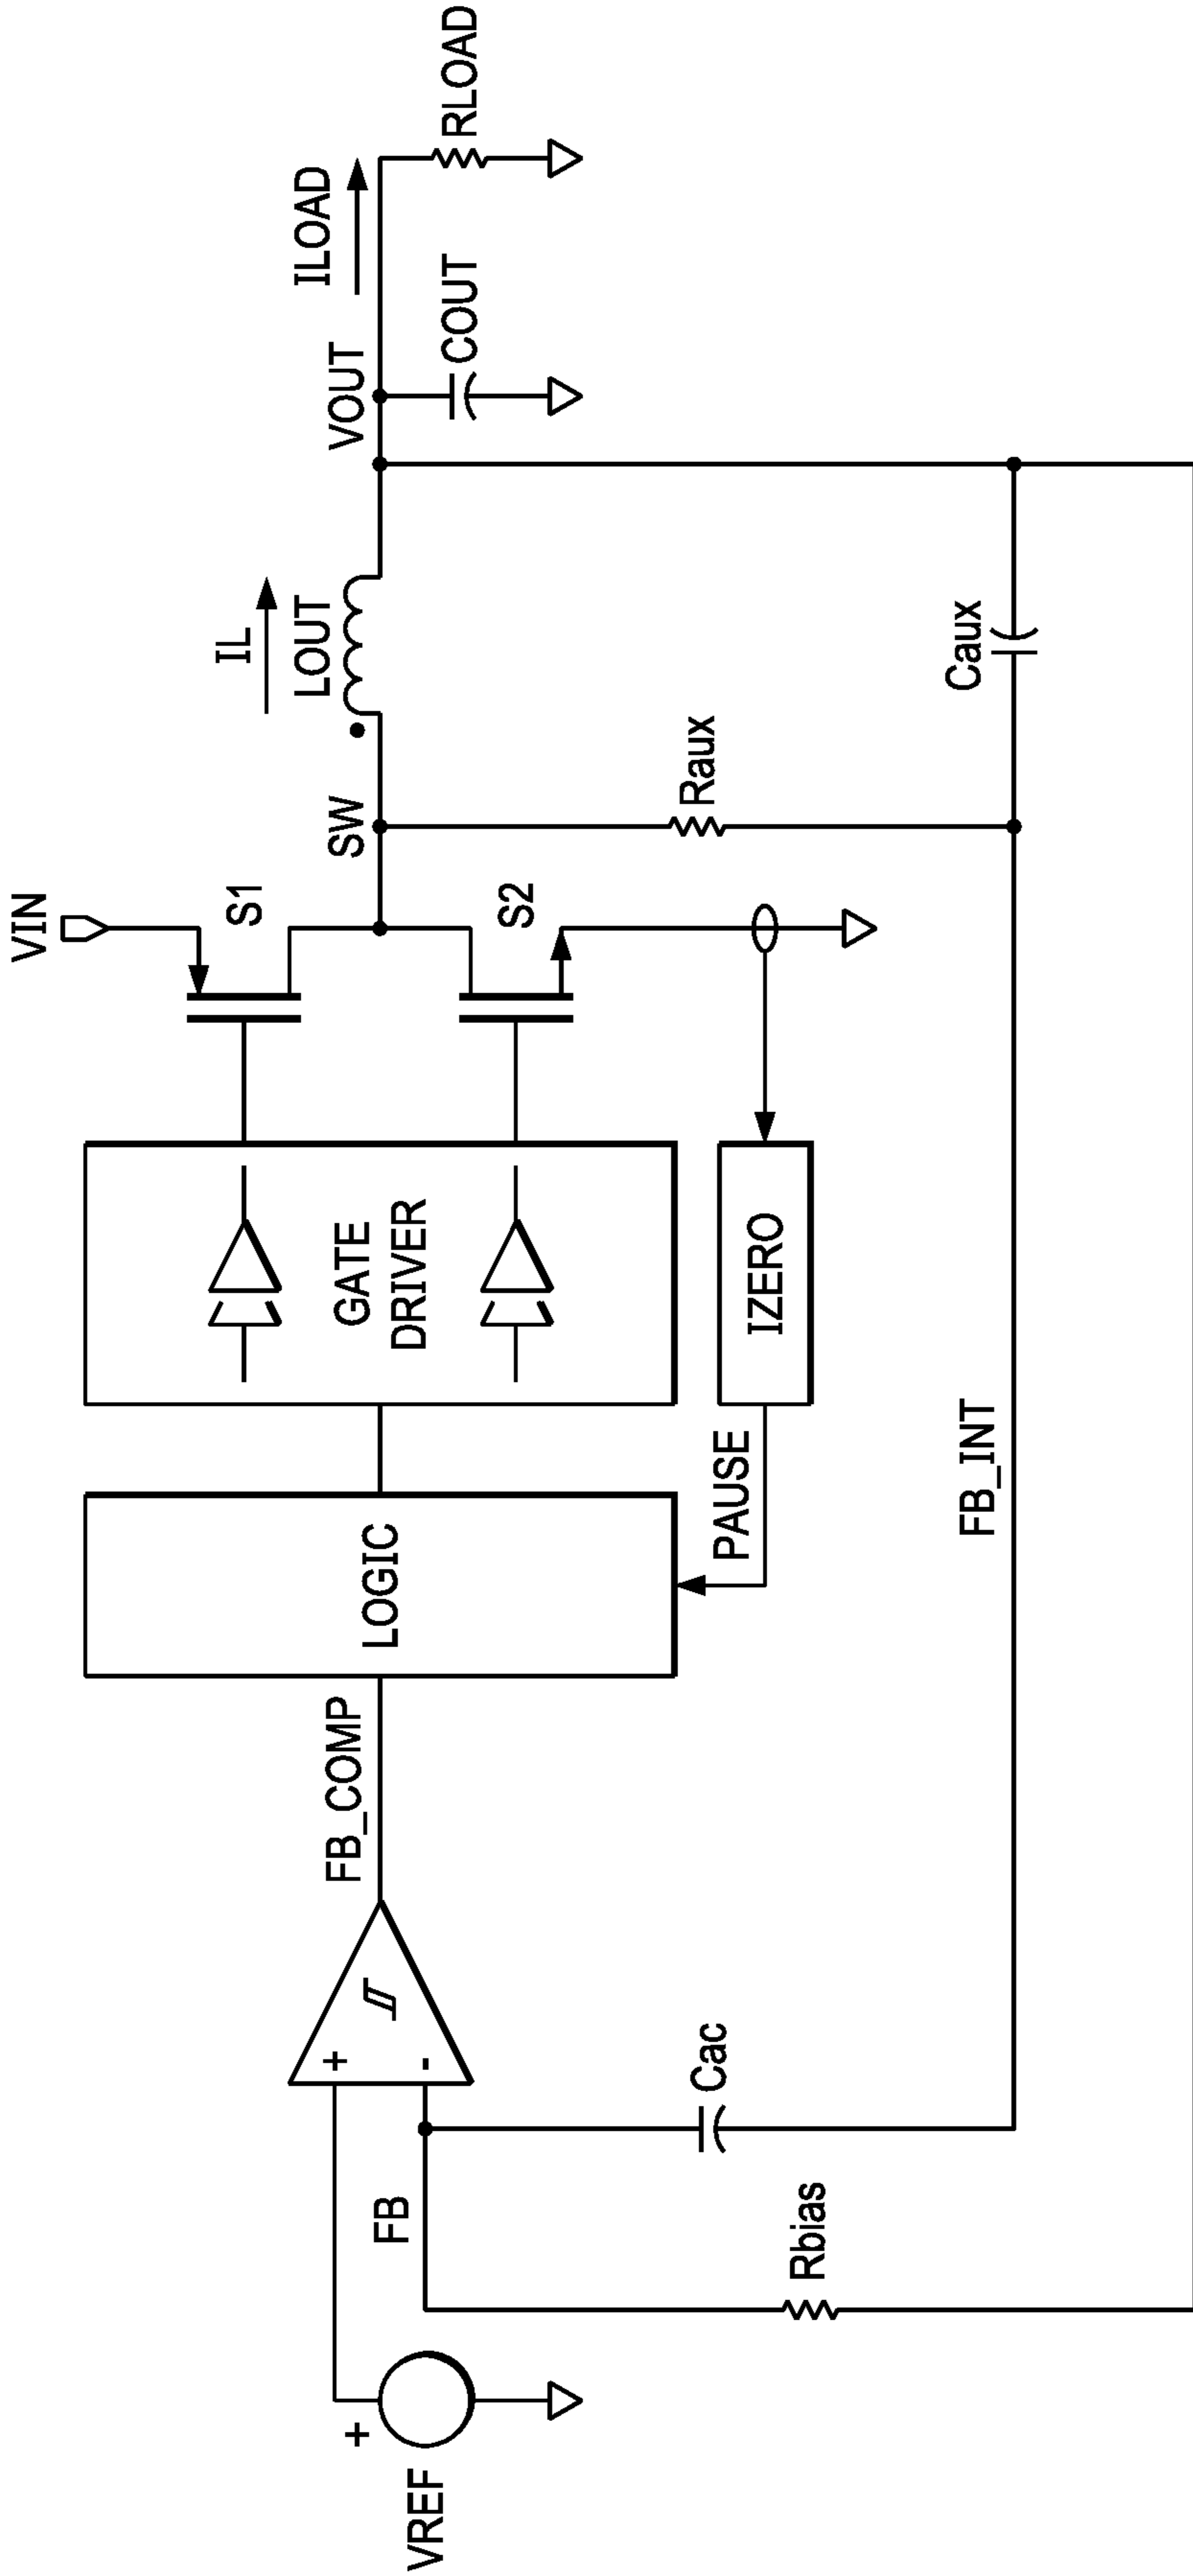 VIN
S1
IL
LOUT
SW
VOUT
ILOAD
RLOAD
COUT
S2
GATE
DRIVER
LOGIC
FB_COMP
+
-
FB
+
VREF
IZERO
PAUSE
Raux
Caux
Cac
Rbias
FB_INT